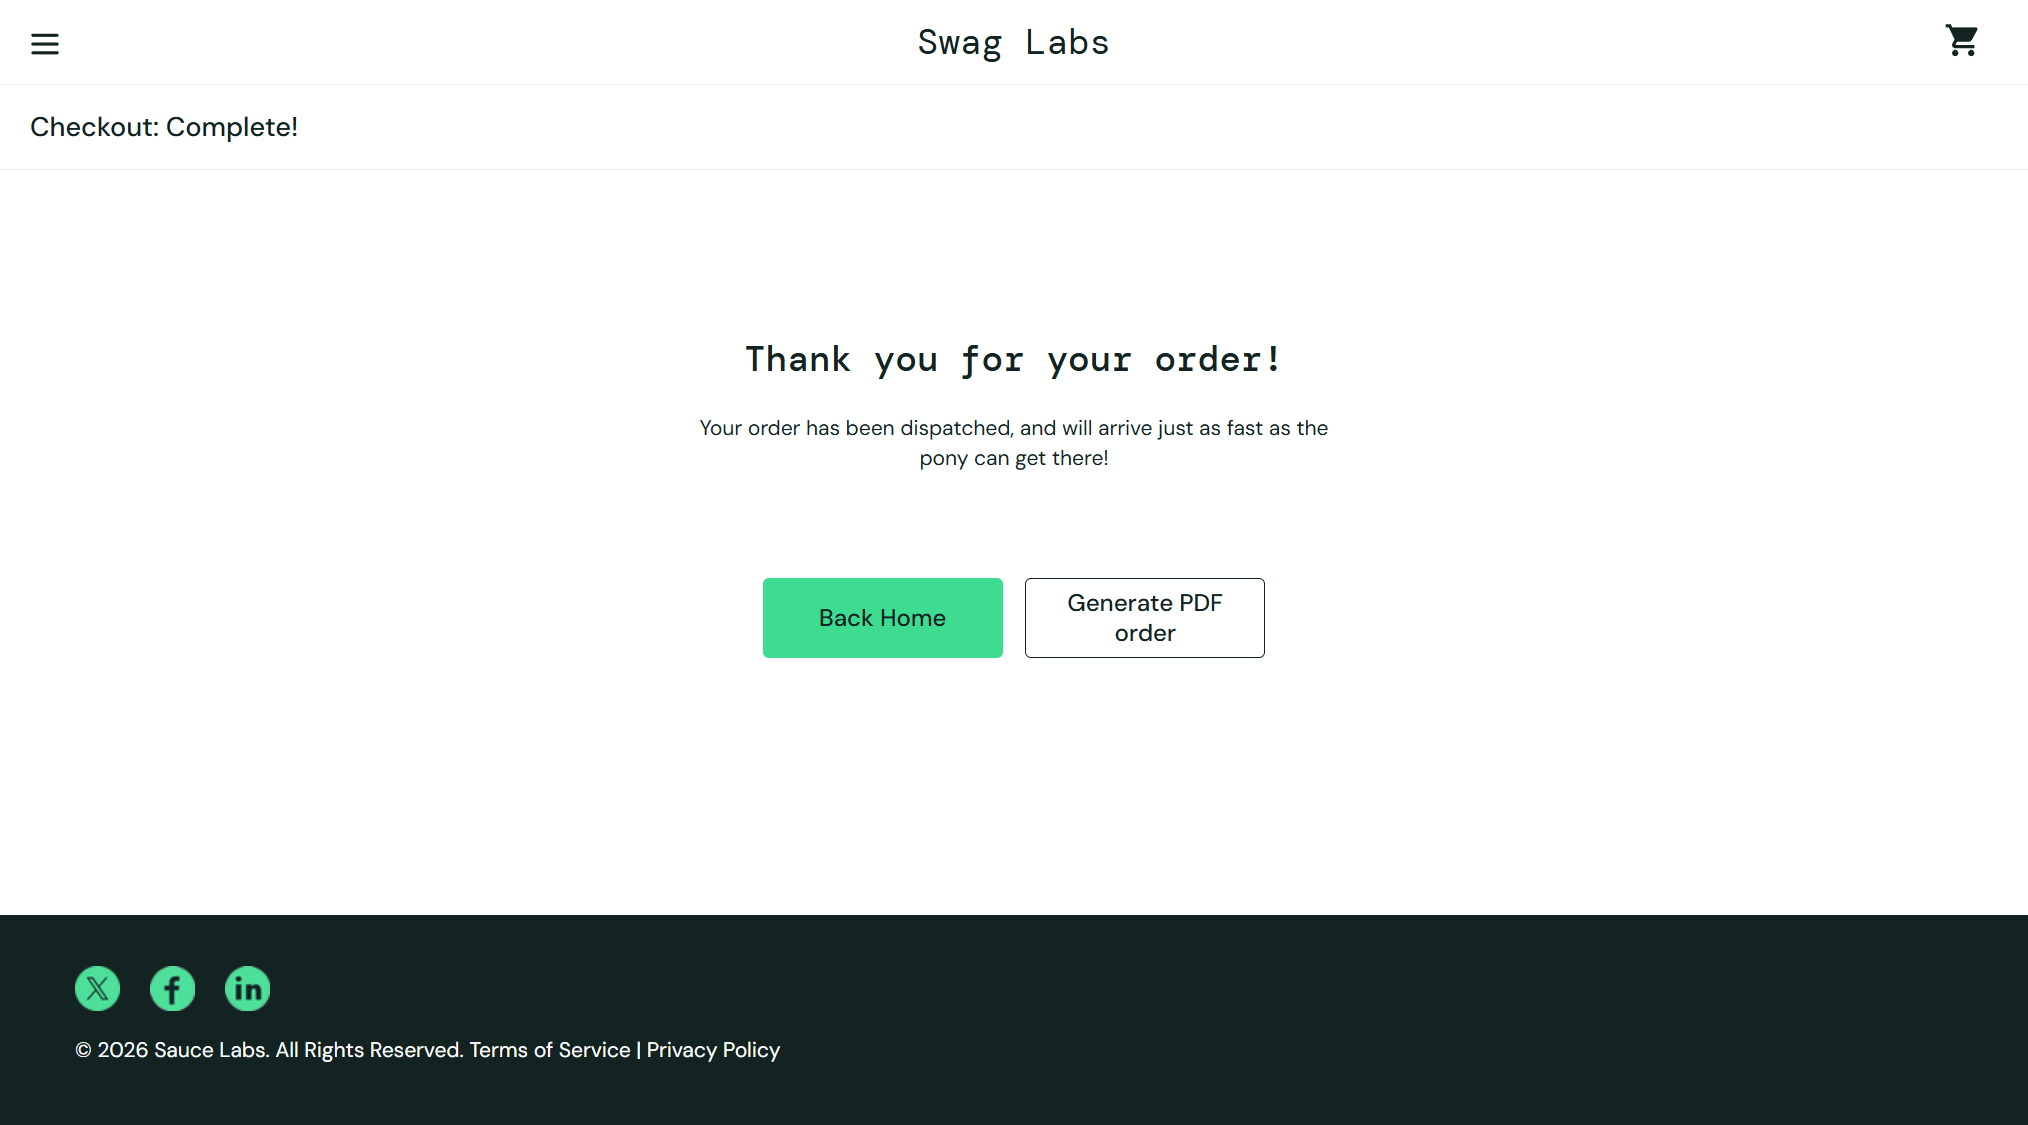 Swag Labs
Checkout: Complete!
Thank you for your order!
Your order has been dispatched, and will arrive just as fast as the
pony can get there!
Back Home
Generate PDF
order
© 2026 Sauce Labs. All Rights Reserved. Terms of Service | Privacy Policy